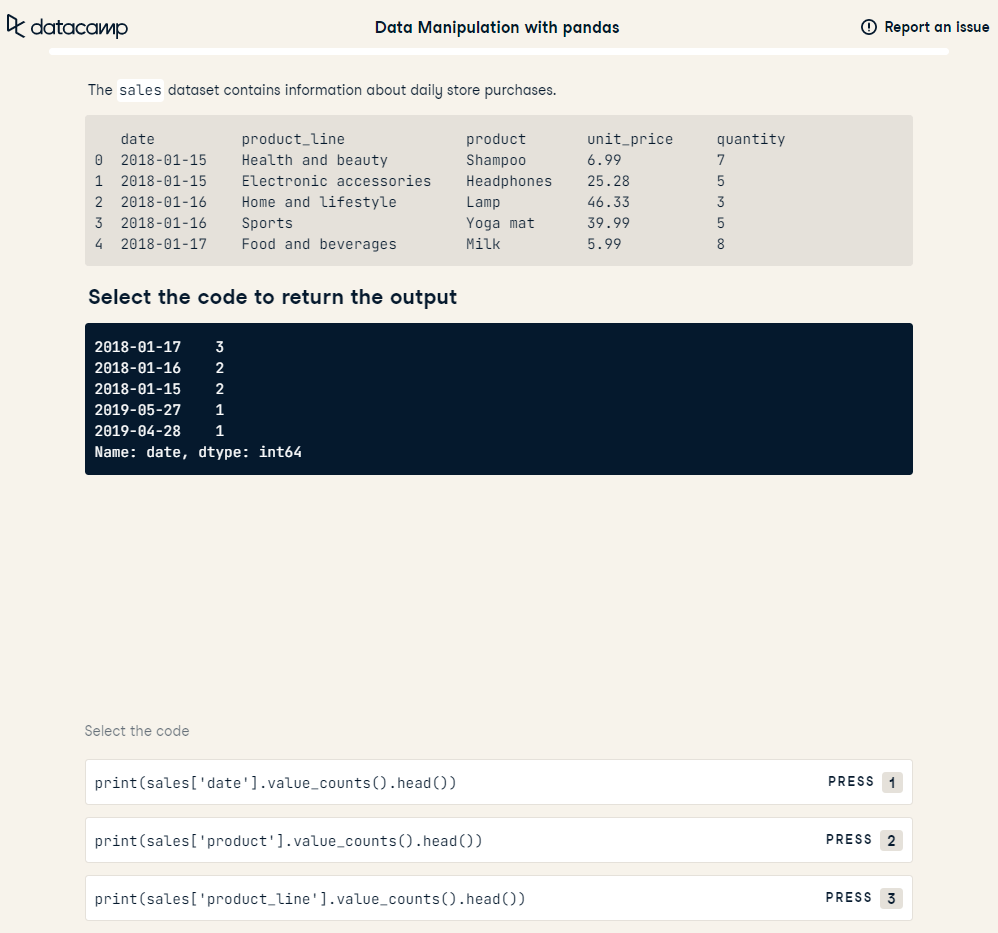 datacamp
Data Manipulation with pandas
Report an issue
The sales dataset contains information about daily store purchases.
date product_line product unit_price quantity
0 2018-01-15 Health and beauty Shampoo 6.99 7
1 2018-01-15 Electronic accessories Headphones 25.28 5
2 2018-01-16 Home and lifestyle Lamp 46.33 3
3 2018-01-16 Sports Yoga mat 39.99 5
4 2018-01-17 Food and beverages Milk 5.99 8
Select the code to return the output
2018-01-17 3
2018-01-16 2
2018-01-15 2
2019-05-27 1
2019-04-28 1
Name: date, dtype: int64
Select the code
print(sales['date'].value_counts().head()) PRESS 1
print(sales['product'].value_counts().head()) PRESS 2
print(sales['product_line'].value_counts().head()) PRESS 3